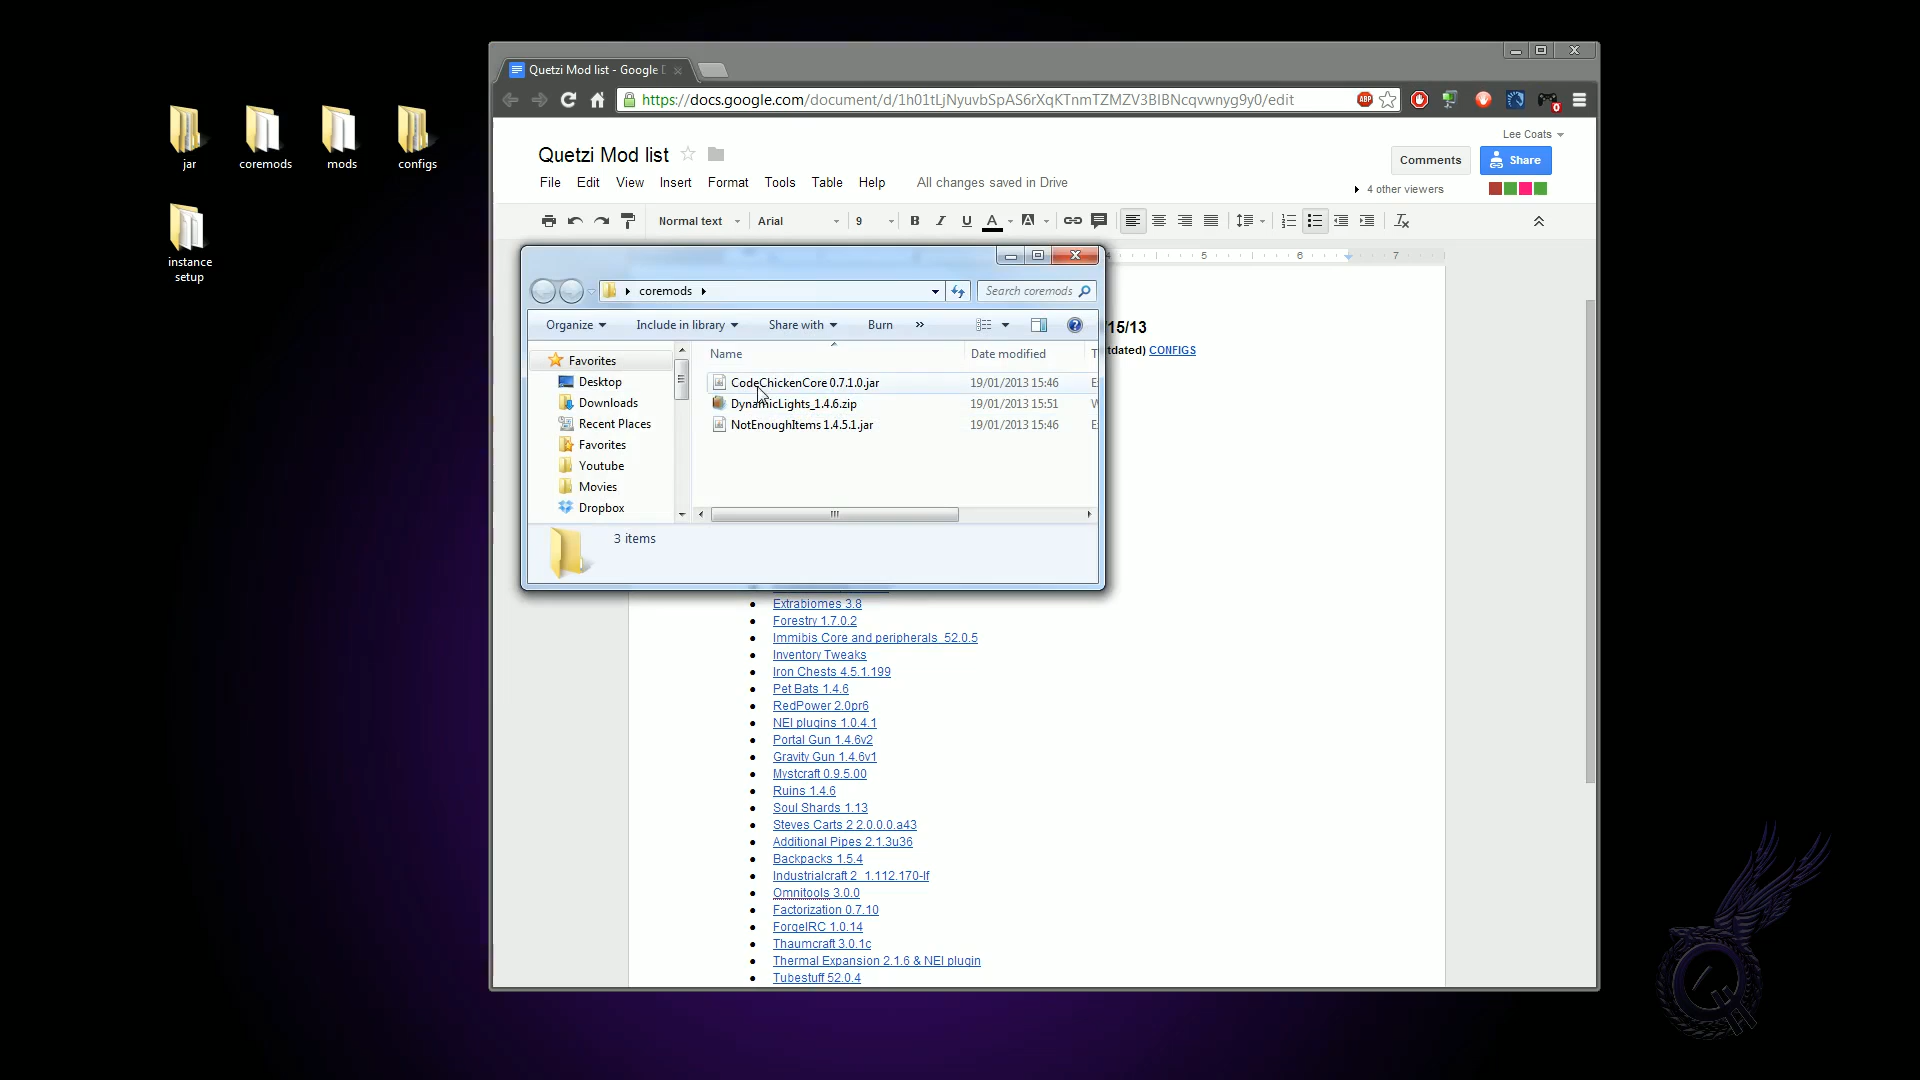 jar
coremods
mods
configs
instance
setup
Quetzi Mod list - Google D
https://docs.google.com/document/d/1h01tLjNyuvbSpAS6rXqKTnmTZMZV3BIBNcqvwnyg9y0/edit
ABP
0
Lee Coats
Quetzi Mod list
Comments
Share
File Edit View Insert Format Tools Table Help All changes saved in Drive
4 other viewers
Normal text Arial 9 B I U A A
5 6 7
coremods
Search coremods
Organize Include in library Share with Burn »
/15/13
tdated) CONFIGS
Name Date modified T
Favorites
Desktop
Downloads
Recent Places
Favorites
Youtube
Movies
Dropbox
CodeChickenCore 0.7.1.0.jar 19/01/2013 15:46 E
DynamicLights_1.4.6.zip 19/01/2013 15:51 W
NotEnoughItems 1.4.5.1.jar 19/01/2013 15:46 E
3 items
Extrabiomes 3.8
Forestry 1.7.0.2
Immibis Core and peripherals 52.0.5
Inventory Tweaks
Iron Chests 4.5.1.199
Pet Bats 1.4.6
RedPower 2.0pr6
NEI plugins 1.0.4.1
Portal Gun 1.4.6v2
Gravity Gun 1.4.6v1
Mystcraft 0.9.5.00
Ruins 1.4.6
Soul Shards 1.13
Steves Carts 2 2.0.0.a43
Additional Pipes 2.1.3u36
Backpacks 1.5.4
Industrialcraft 2 1.112.170-lf
Omnitools 3.0.0
Factorization 0.7.10
ForgeIRC 1.0.14
Thaumcraft 3.0.1c
Thermal Expansion 2.1.6 & NEI plugin
Tubestuff 52.0.4